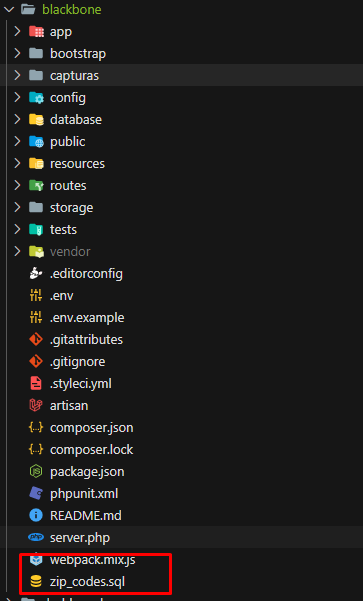 blackbone
app
bootstrap
capturas
config
database
public
resources
routes
storage
tests
vendor
.editorconfig
.env
.env.example
.gitattributes
.gitignore
.styleci.yml
artisan
composer.json
composer.lock
package.json
phpunit.xml
README.md
server.php
webpack.mix.js
zip_codes.sql